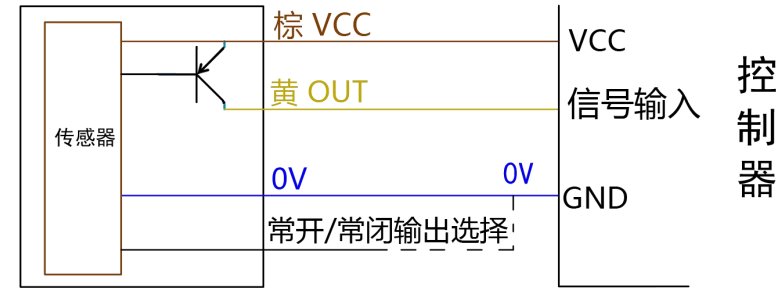 棕 VCC
VCC
黄 OUT
信号输入
传感器
0V
0V
GND
常开/常闭输出选择
控制器